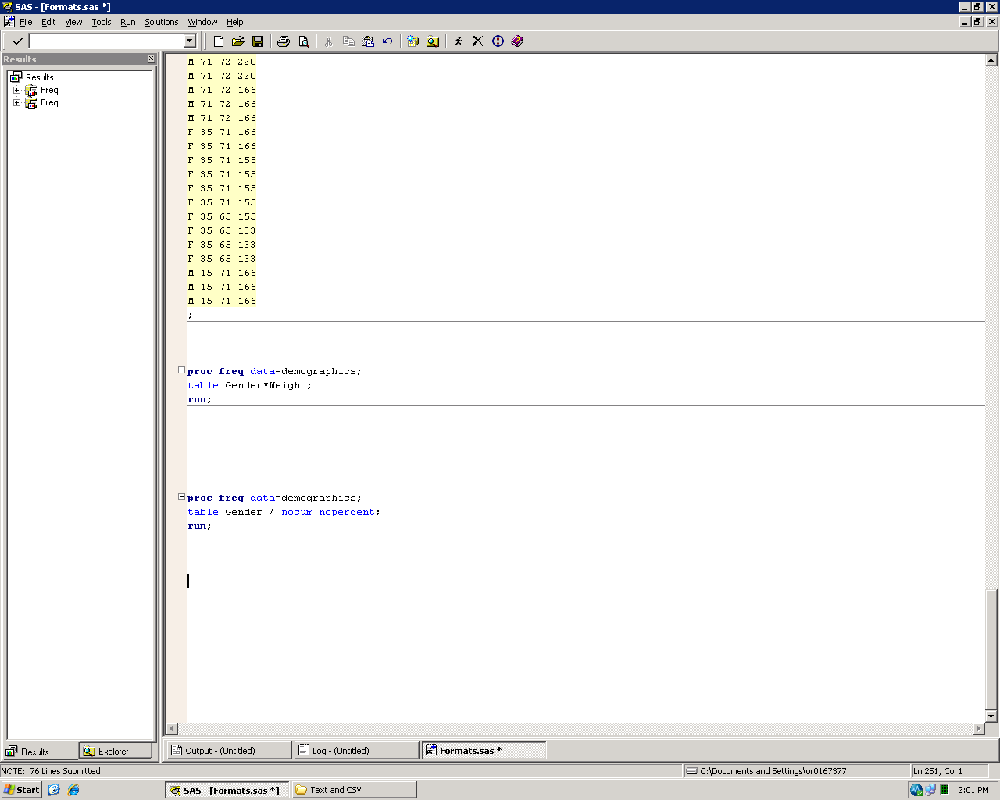 SAS - [Formats.sas *]
File Edit View Tools Run Solutions Window Help
Results
Results
Freq
Freq
M 71 72 220
M 71 72 220
M 71 72 166
M 71 72 166
M 71 72 166
F 35 71 166
F 35 71 166
F 35 71 155
F 35 71 155
F 35 71 155
F 35 71 155
F 35 65 155
F 35 65 133
F 35 65 133
F 35 65 133
M 15 71 166
M 15 71 166
M 15 71 166
;
proc freq data=demographics;
table Gender*Weight;
run;
proc freq data=demographics;
table Gender / nocum nopercent;
run;
Results Explorer
Output - (Untitled) Log - (Untitled) Formats.sas *
NOTE: 76 Lines Submitted. C:\Documents and Settings\or0167377 Ln 251, Col 1
Start SAS - [Formats.sas *] Text and CSV 2:01 PM